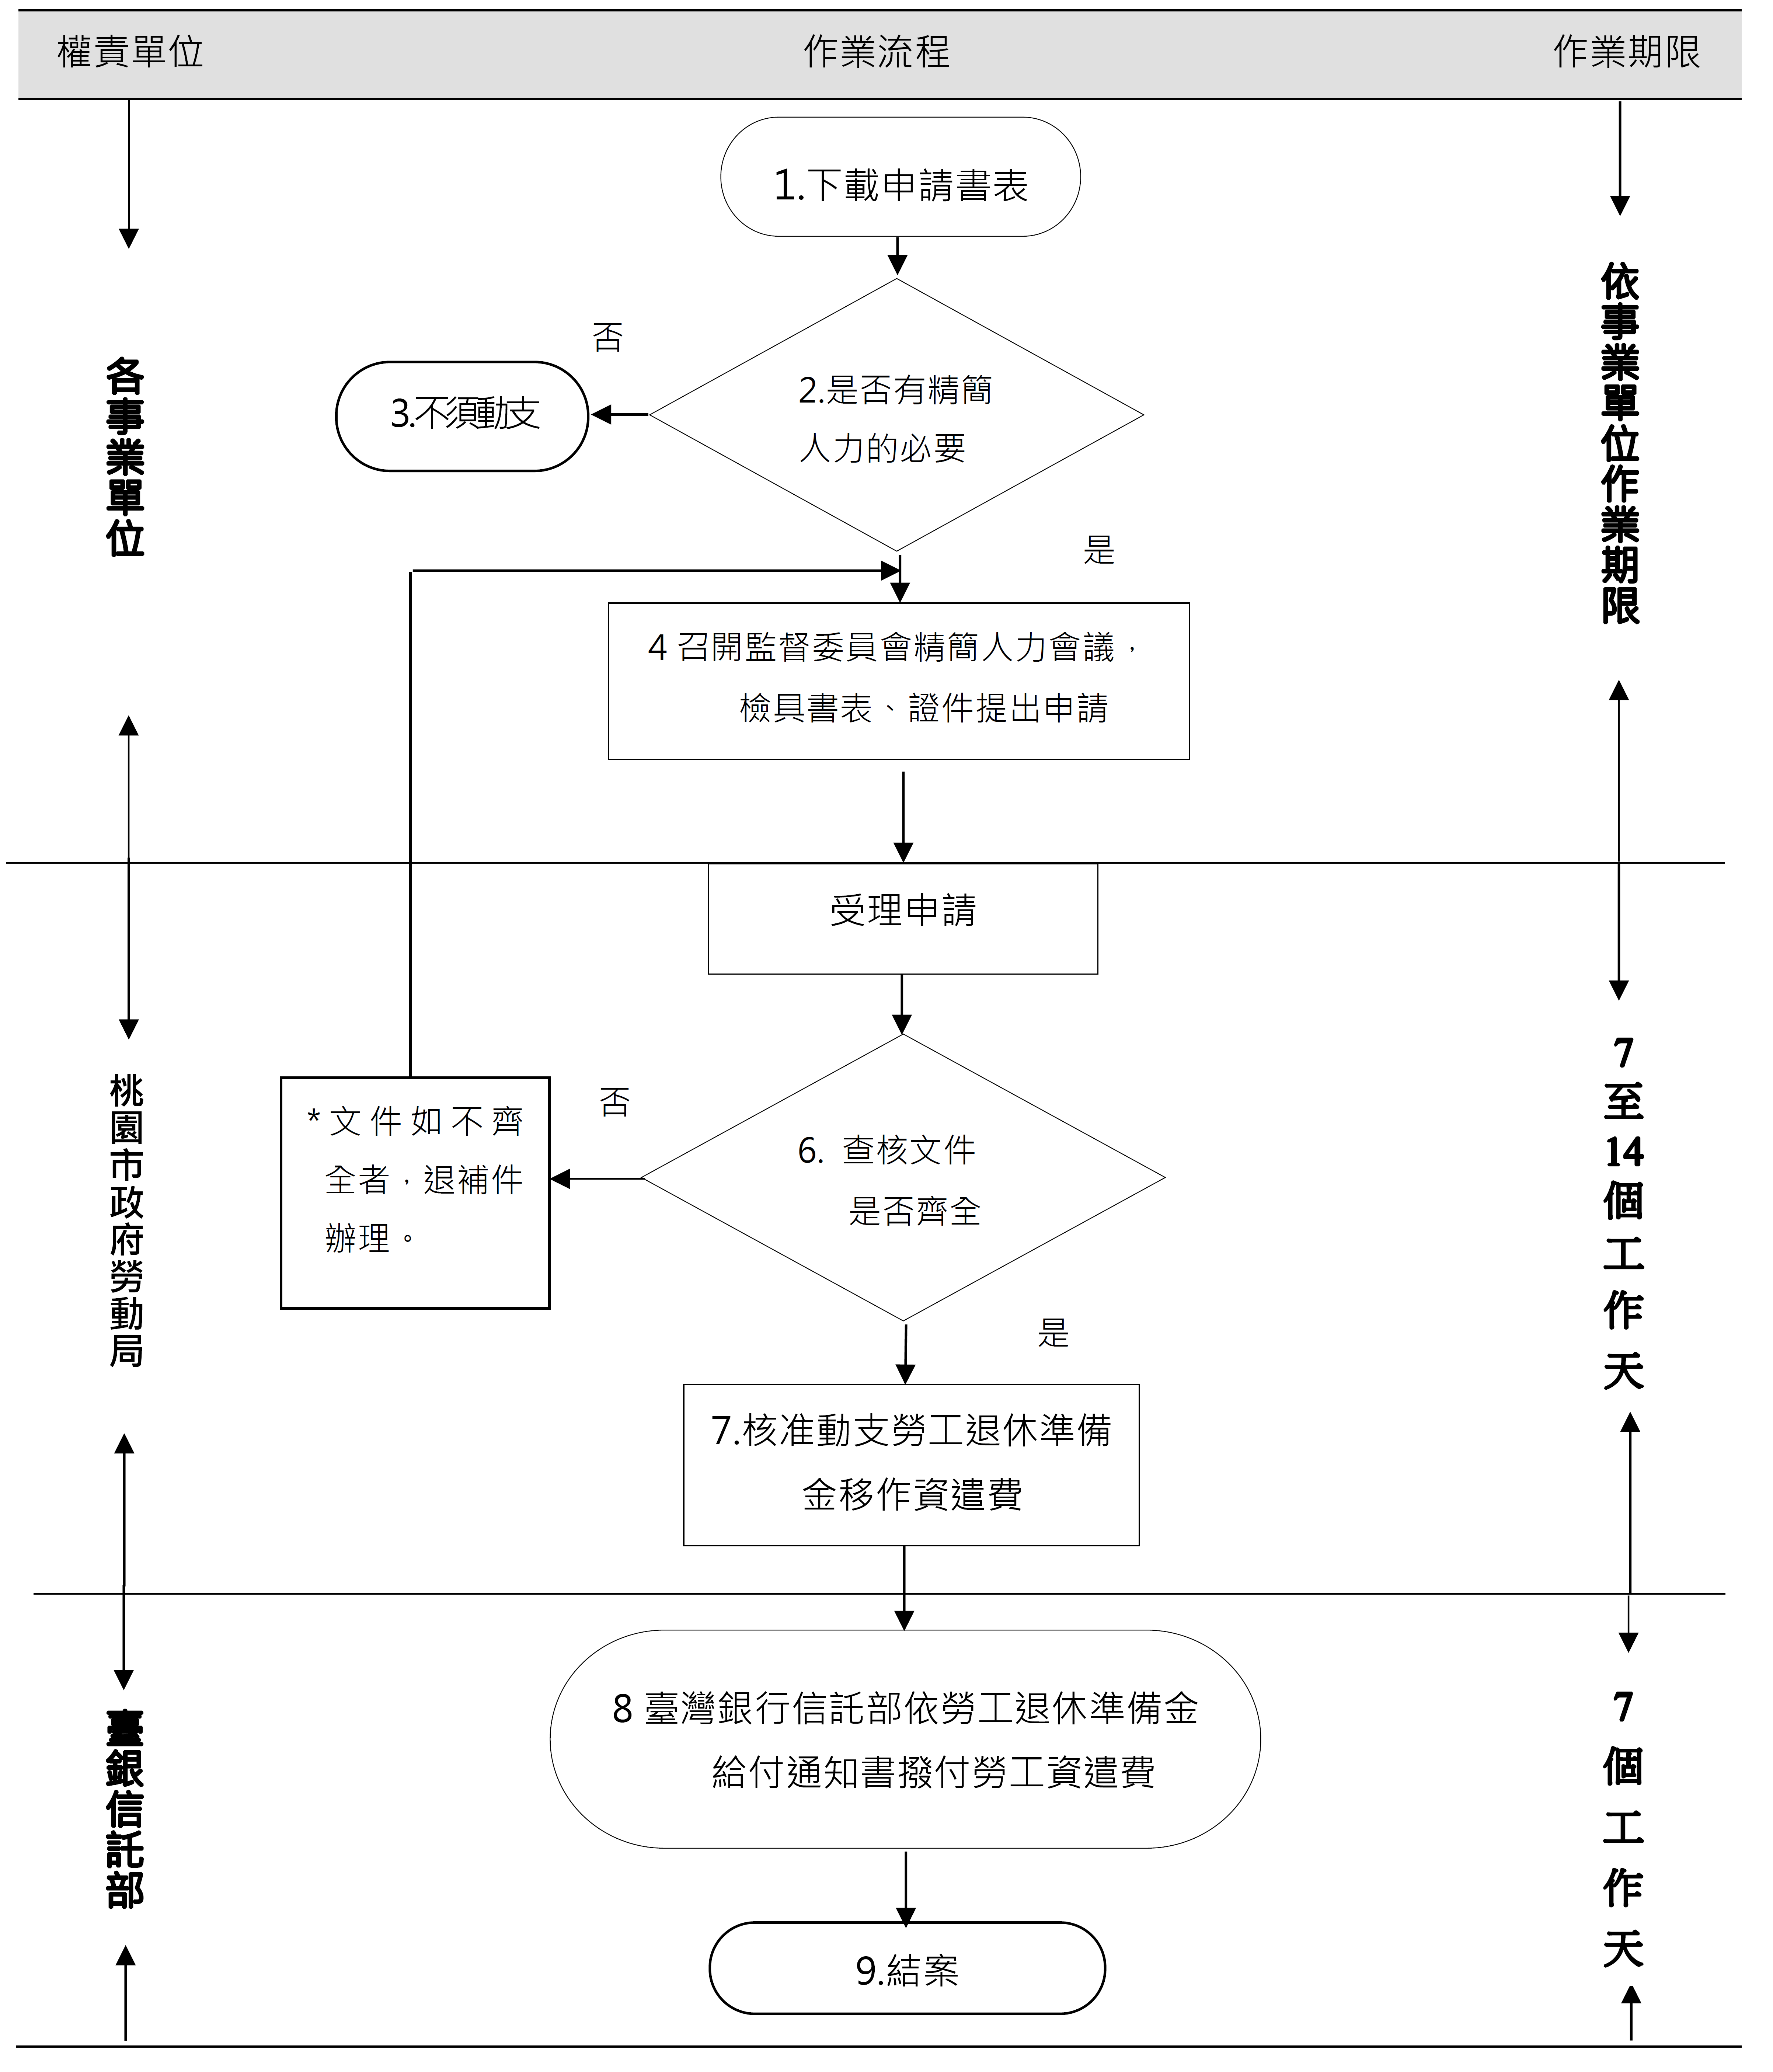 權責單位
作業流程
作業期限
1.下載申請書表
否
2.是否有精簡
人力的必要
3.不須動支
是
各事業單位
依事業單位作業期限
4 召開監督委員會精簡人力會議，
檢具書表、證件提出申請
受理申請
否
6. 查核文件
是否齊全
*文件如不齊
全者，退補件
辦理。
是
桃園市政府勞動局
7至14個工作天
7.核准動支勞工退休準備
金移作資遣費
8 臺灣銀行信託部依勞工退休準備金
給付通知書撥付勞工資遣費
臺銀信託部
7個工作天
9.結案